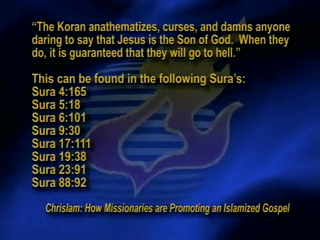 “The Koran anathematizes, curses, and damns anyone
daring to say that Jesus is the Son of God.  When they
do, it is guaranteed that they will go to hell.”
This can be found in the following Sura’s:
Sura 4:165
Sura 5:18
Sura 6:101
Sura 9:30
Sura 17:111
Sura 19:38
Sura 23:91
Sura 88:92
Chrislam: How Missionaries are Promoting an Islamized Gospel